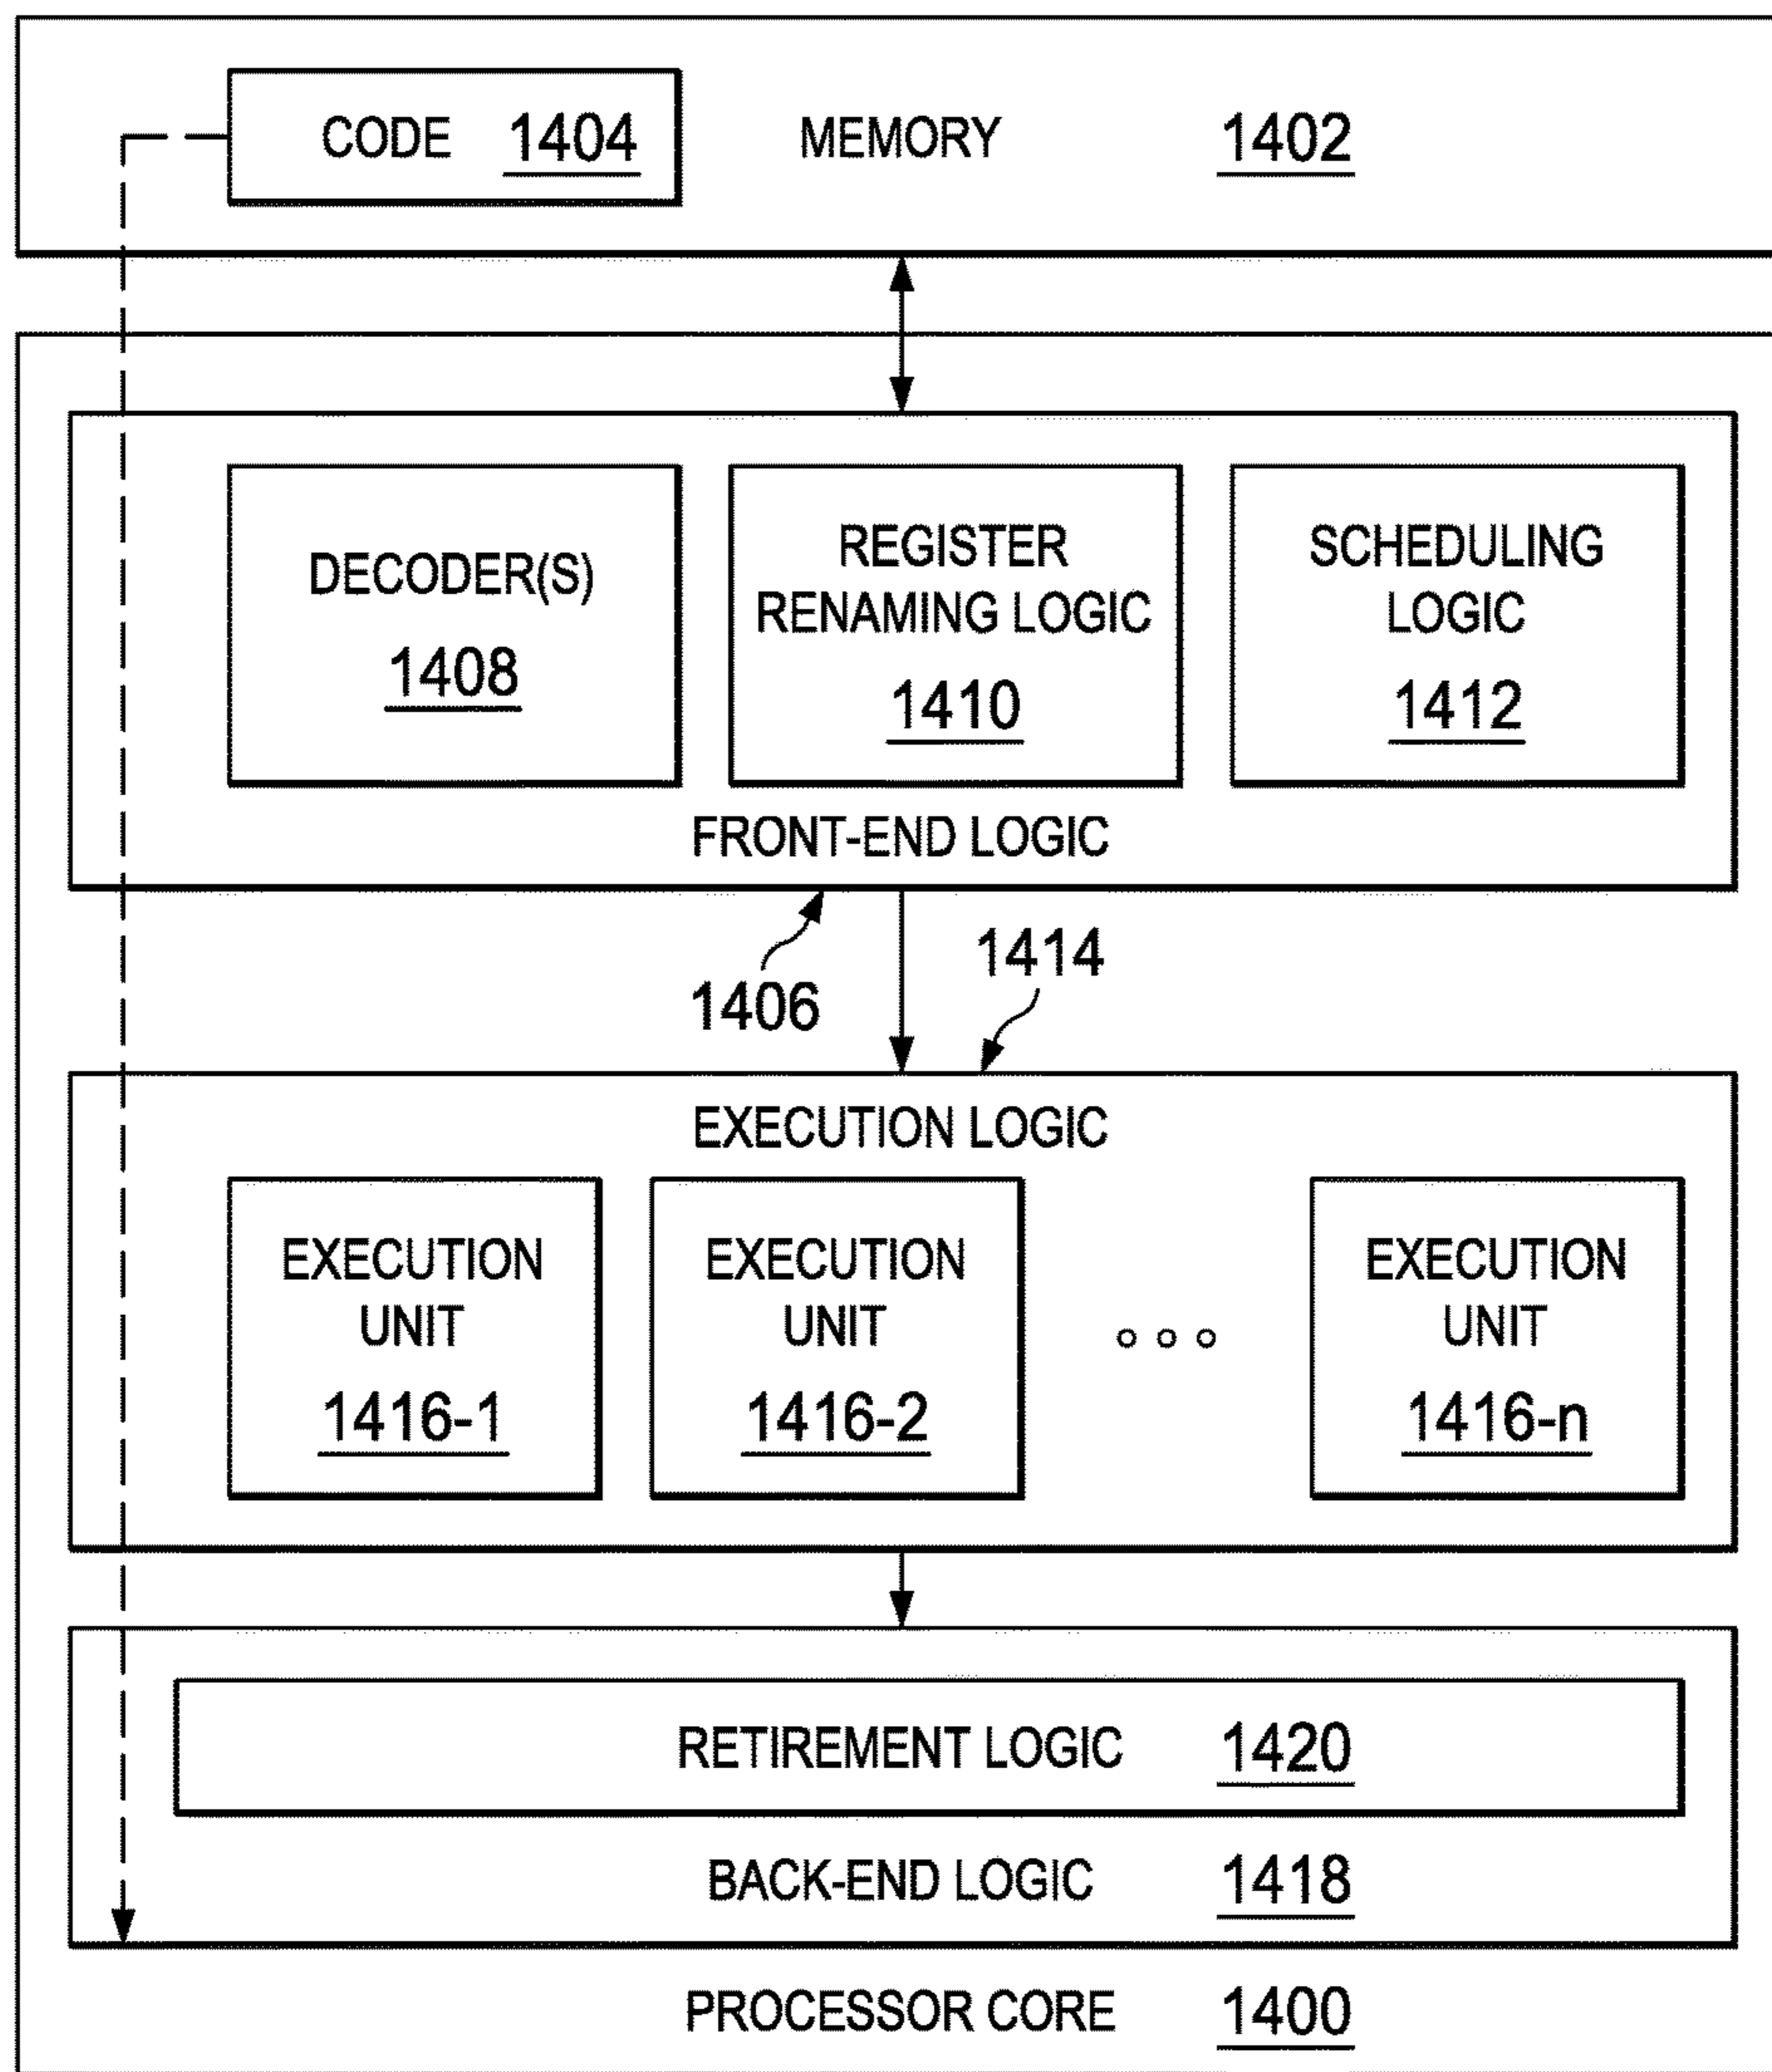 CODE 1404 MEMORY 1402
DECODER(S)
1408
REGISTER
RENAMING LOGIC
1410
SCHEDULING
LOGIC
1412
FRONT-END LOGIC
1406
1414
EXECUTION LOGIC
EXECUTION
UNIT
1416-1
EXECUTION
UNIT
1416-2
EXECUTION
UNIT
1416-n
RETIREMENT LOGIC 1420
BACK-END LOGIC 1418
PROCESSOR CORE 1400